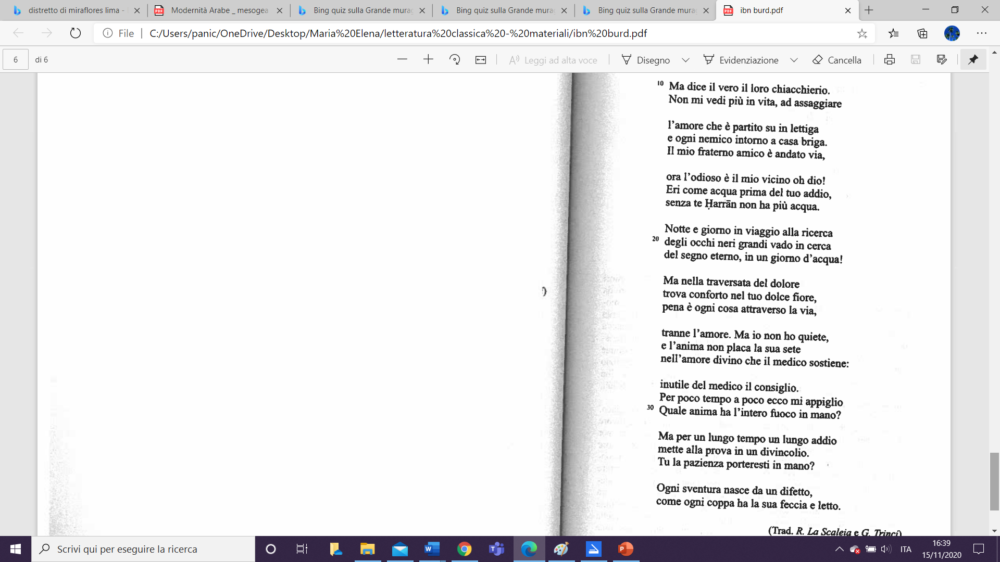 distretto di miraflores lima -
Modernità Arabe _ mesogea
Bing quiz sulla Grande mura
Bing quiz sulla Grande mura
Bing quiz sulla Grande mura
ibn burd.pdf
File
C:/Users/panic/OneDrive/Desktop/Maria%20Elena/letteratura%20classica%20-%20materiali/ibn%20burd.pdf
6 di 6
Leggi ad alta voce
Disegno
Evidenziazione
Cancella
10 Ma dice il vero il loro chiacchierio.
Non mi vedi più in vita, ad assaggiare
l'amore che è partito su in lettiga
e ogni nemico intorno a casa briga.
Il mio fraterno amico è andato via,
ora l'odioso è il mio vicino oh dio!
Eri come acqua prima del tuo addio,
senza te Ḥarrān non ha più acqua.
Notte e giorno in viaggio alla ricerca
20 degli occhi neri grandi vado in cerca
del segno eterno, in un giorno d'acqua!
Ma nella traversata del dolore
trova conforto nel tuo dolce fiore,
pena è ogni cosa attraverso la via,
tranne l'amore. Ma io non ho quiete,
e l'anima non placa la sua sete
nell'amore divino che il medico sostiene:
inutile del medico il consiglio.
Per poco tempo a poco ecco mi appiglio
30 Quale anima ha l'intero fuoco in mano?
Ma per un lungo tempo un lungo addio
mette alla prova in un divincolio.
Tu la pazienza porteresti in mano?
Ogni sventura nasce da un difetto,
come ogni coppa ha la sua feccia e letto.
(Trad. R. La Scaleia e G. Trinci)
Scrivi qui per eseguire la ricerca
ITA
16:39
15/11/2020